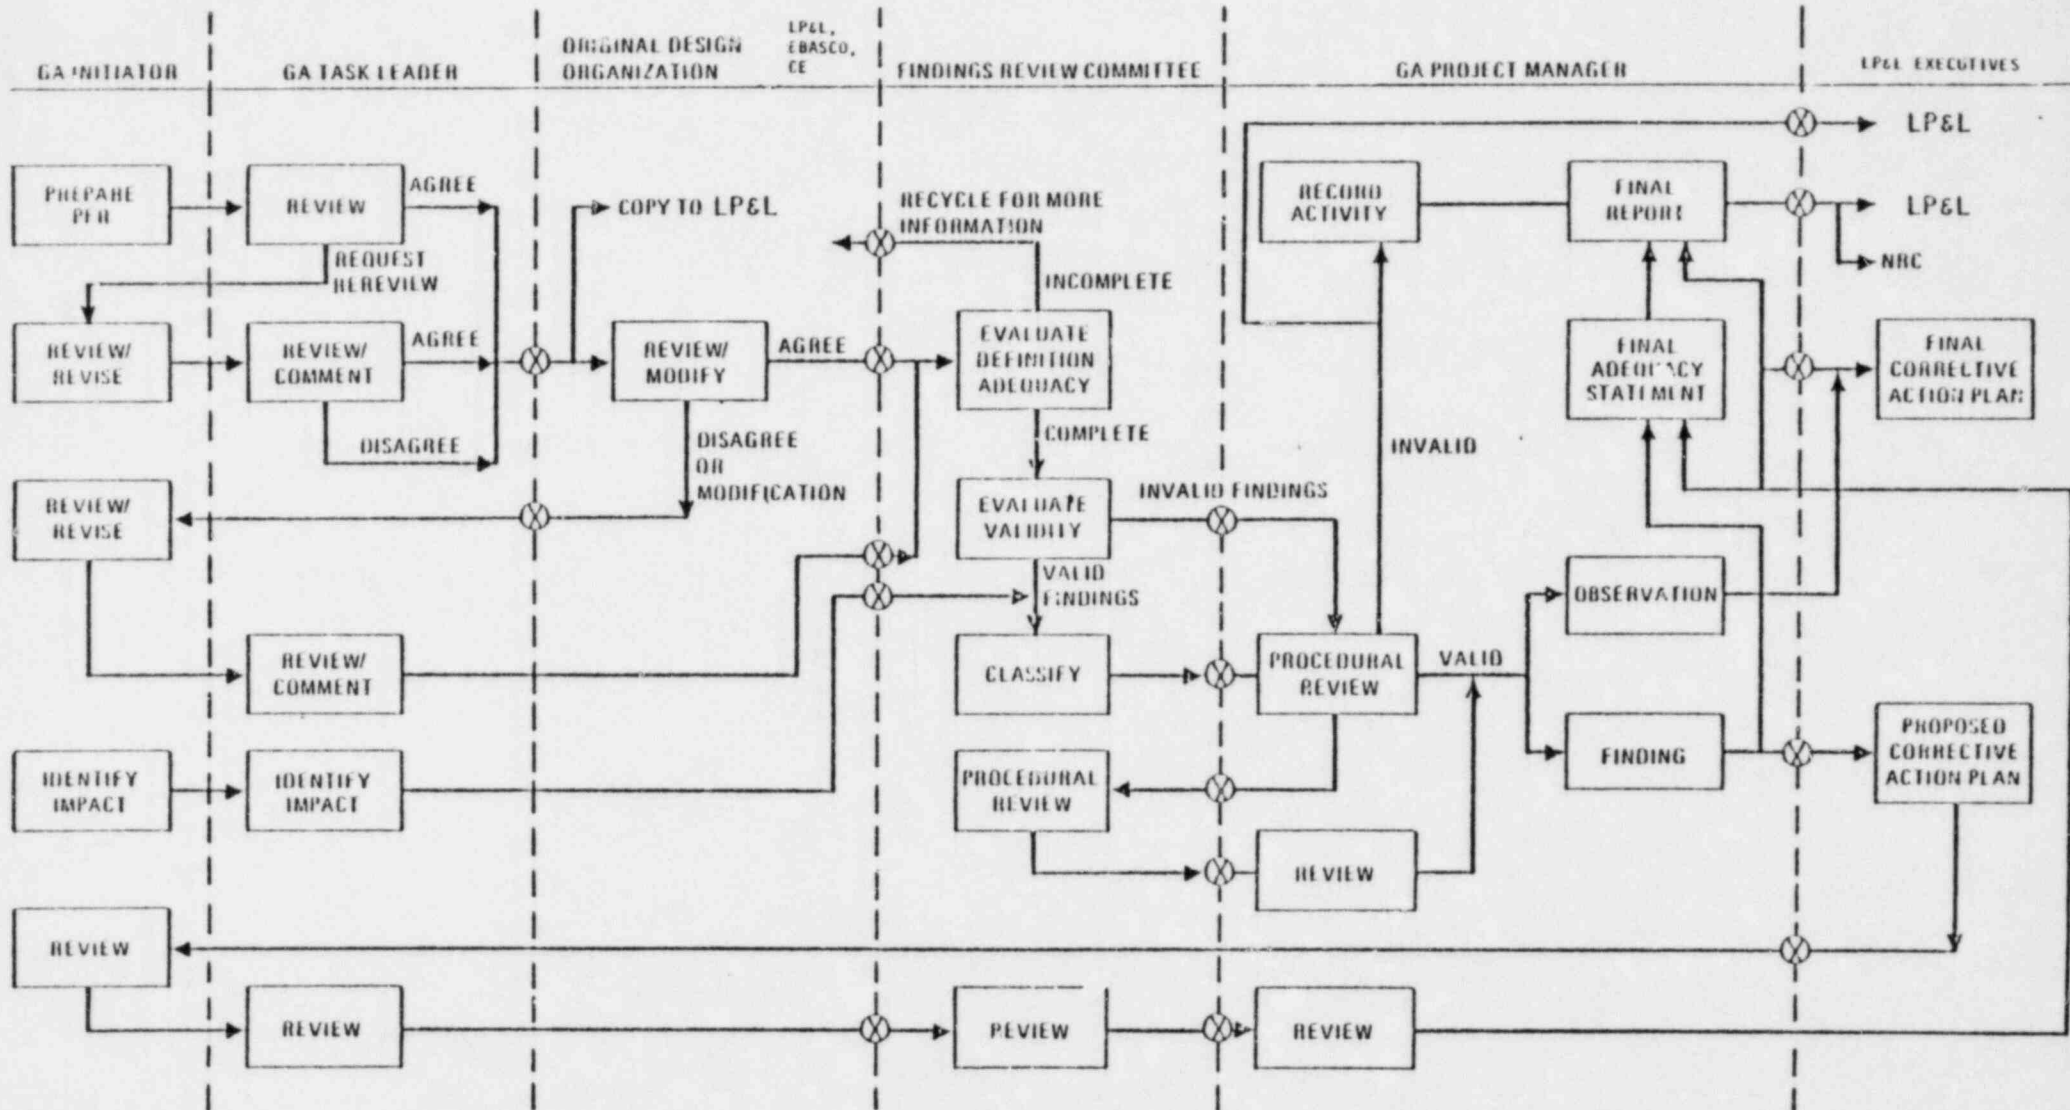 LP&L,
ORIGINAL DESIGN EBASCO,
GA INITIATOR GA TASK LEADER ORGANIZATION CE FINDINGS REVIEW COMMITTEE GA PROJECT MANAGER LP&L EXECUTIVES
LP&L
PREPARE
PFR
REVIEW
AGREE
COPY TO LP&L
RECYCLE FOR MORE
INFORMATION
RECORD
ACTIVITY
FINAL
REPORT
LP&L
NRC
REQUEST
REREVIEW
INCOMPLETE
REVIEW/
REVISE
REVIEW/
COMMENT
AGREE
REVIEW/
MODIFY
AGREE
EVALUATE
DEFINITION
ADEQUACY
FINAL
ADEQUACY
STATEMENT
FINAL
CORRECTIVE
ACTION PLAN
DISAGREE
DISAGREE
OR
MODIFICATION
COMPLETE
INVALID
REVIEW/
REVISE
EVALUATE
VALIDITY
INVALID FINDINGS
VALID
FINDINGS
OBSERVATION
REVIEW/
COMMENT
CLASSIFY
PROCEDURAL
REVIEW
VALID
FINDING
PROPOSED
CORRECTIVE
ACTION PLAN
IDENTIFY
IMPACT
IDENTIFY
IMPACT
PROCEDURAL
REVIEW
REVIEW
REVIEW
REVIEW
REVIEW
REVIEW